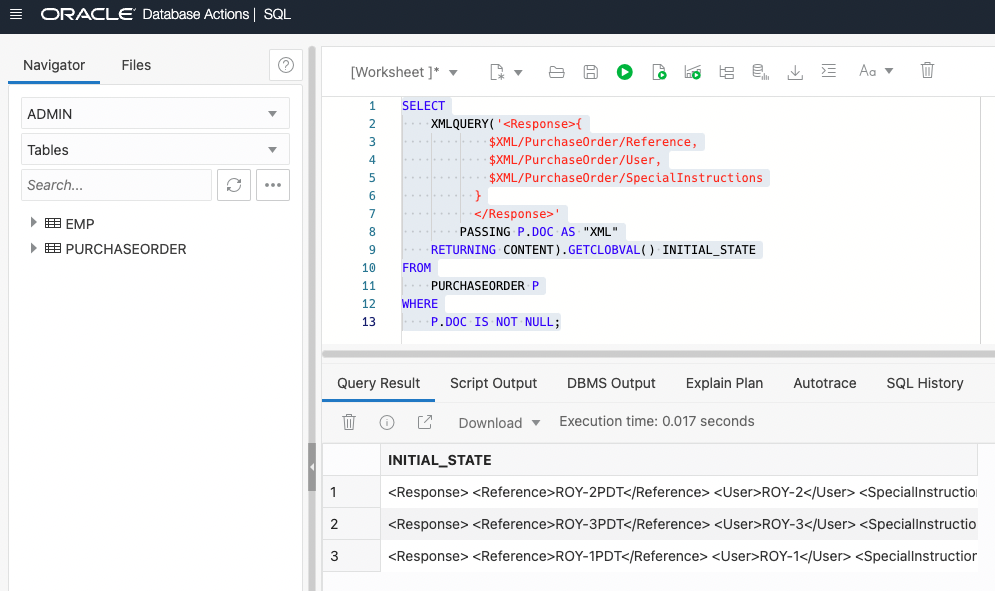 ORACLE Database Actions | SQL
Navigator Files
ADMIN
Tables
Search...
EMP
PURCHASEORDER
[Worksheet ]* Aa
1 SELECT
2 XMLQUERY('<Response>{
3 $XML/PurchaseOrder/Reference,
4 $XML/PurchaseOrder/User,
5 $XML/PurchaseOrder/SpecialInstructions
6 }
7 </Response>'
8 PASSING P.DOC AS "XML"
9 RETURNING CONTENT).GETCLOBVAL() INITIAL_STATE
10 FROM
11 PURCHASEORDER P
12 WHERE
13 P.DOC IS NOT NULL;
Query Result Script Output DBMS Output Explain Plan Autotrace SQL History
Download Execution time: 0.017 seconds
INITIAL_STATE
1 <Response> <Reference>ROY-2PDT</Reference> <User>ROY-2</User> <SpecialInstructio
2 <Response> <Reference>ROY-3PDT</Reference> <User>ROY-3</User> <SpecialInstructio
3 <Response> <Reference>ROY-1PDT</Reference> <User>ROY-1</User> <SpecialInstruction